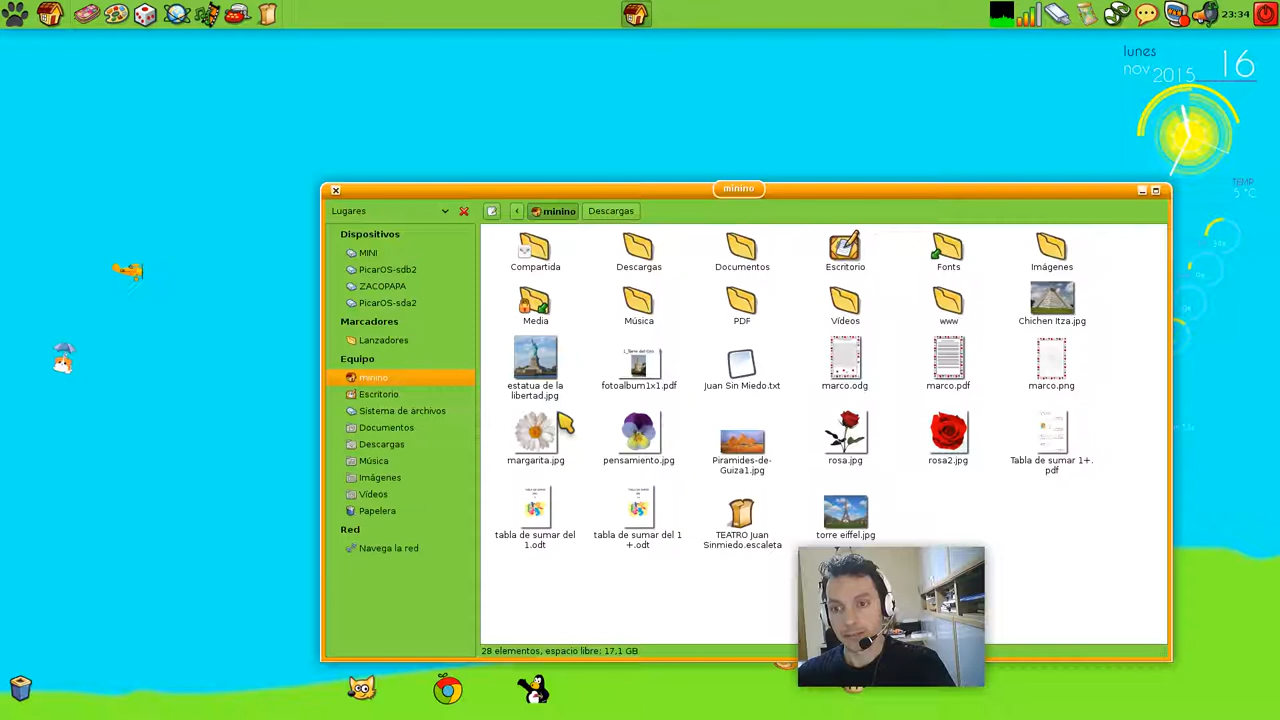 23:34
lunes
nov 2015 16
TEMP
5 °C
minino
Lugares
minino
Descargas
Dispositivos
MINI
PicarOS-sdb2
ZACOPAPA
PicarOS-sda2
Marcadores
Lanzadores
Equipo
minino
Escritorio
Sistema de archivos
Documentos
Descargas
Música
Imágenes
Vídeos
Papelera
Red
Navega la red
Compartida
Descargas
Documentos
Escritorio
Fonts
Imágenes
Media
Música
PDF
Vídeos
www
Chichen Itza.jpg
estatua de la
libertad.jpg
fotoalbum1x1.pdf
Juan Sin Miedo.txt
marco.odg
marco.pdf
marco.png
margarita.jpg
pensamiento.jpg
Piramides-de-
Guiza1.jpg
rosa.jpg
rosa2.jpg
Tabla de sumar 1+.
pdf
tabla de sumar del
1.odt
tabla de sumar del 1
+.odt
TEATRO Juan
Sinmiedo.escaleta
torre eiffel.jpg
28 elementos, espacio libre: 17,1 GB